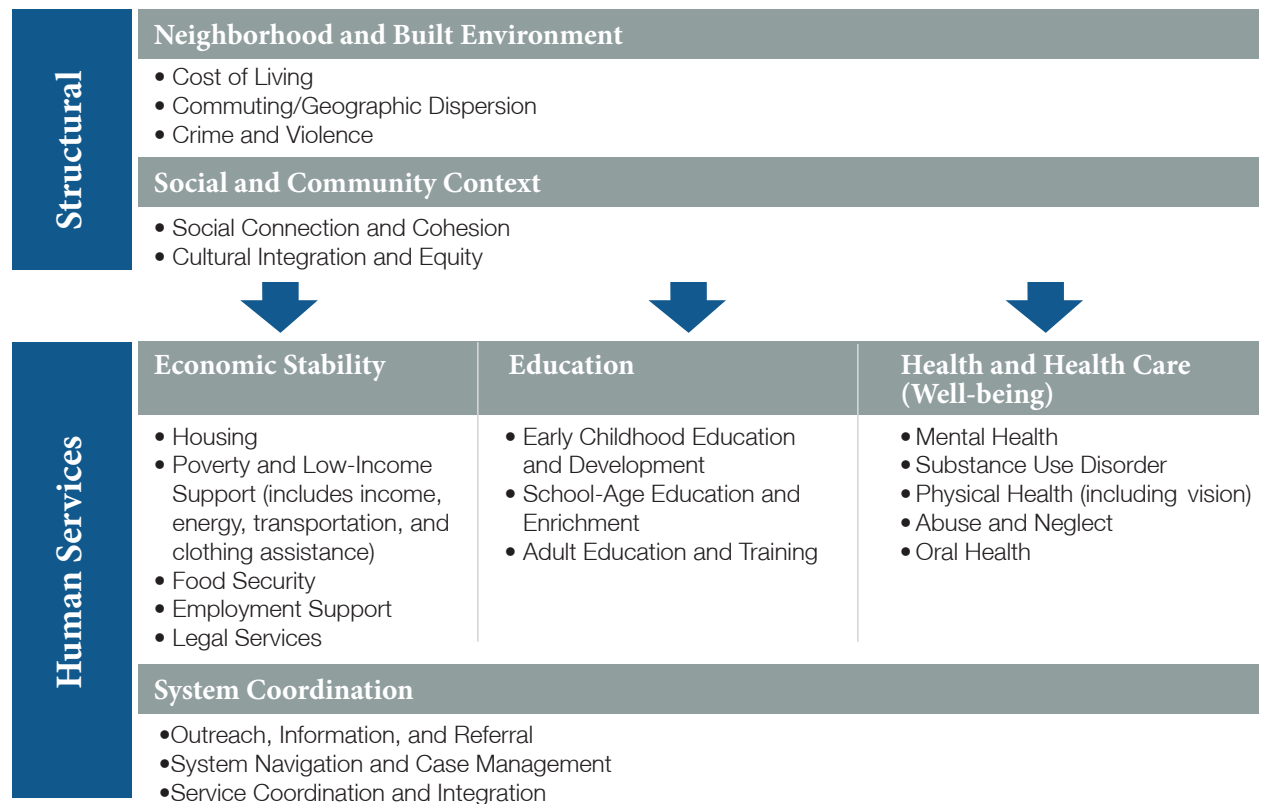 Structural
Neighborhood and Built Environment
• Cost of Living
• Commuting/Geographic Dispersion
• Crime and Violence
Social and Community Context
• Social Connection and Cohesion
• Cultural Integration and Equity
Human Services
Economic Stability
• Housing
• Poverty and Low-Income
Support (includes income,
energy, transportation, and
clothing assistance)
• Food Security
• Employment Support
• Legal Services
Education
• Early Childhood Education
and Development
• School-Age Education and
Enrichment
• Adult Education and Training
Health and Health Care
(Well-being)
• Mental Health
• Substance Use Disorder
• Physical Health (including vision)
• Abuse and Neglect
• Oral Health
System Coordination
•Outreach, Information, and Referral
•System Navigation and Case Management
•Service Coordination and Integration